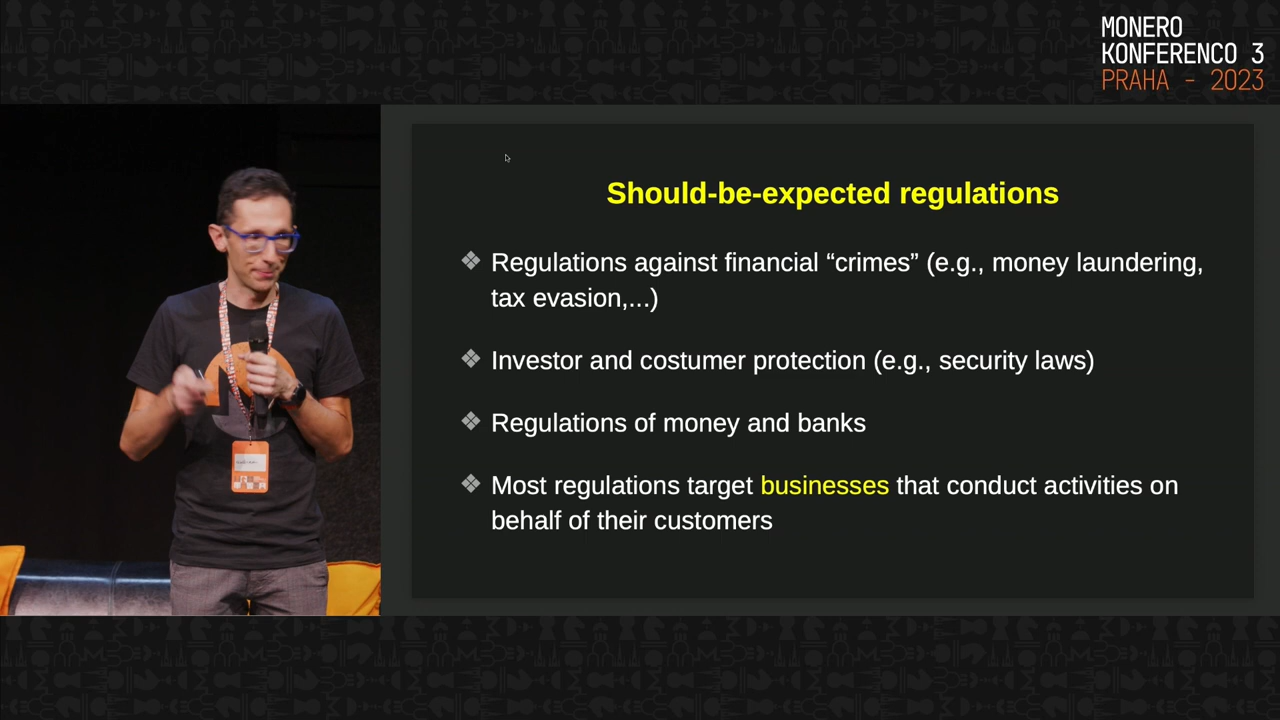 MONERO
KONFERENCO 3
PRAHA - 2023
Should-be-expected regulations
❖ Regulations against financial “crimes” (e.g., money laundering,
tax evasion,...)
❖ Investor and costumer protection (e.g., security laws)
❖ Regulations of money and banks
❖ Most regulations target businesses that conduct activities on
behalf of their customers